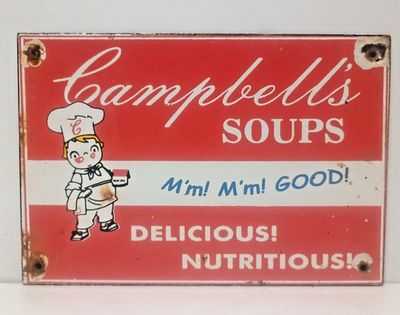 Campbell's
SOUPS
C
M'm! M'm! GOOD!
DELICIOUS!
NUTRITIOUS!